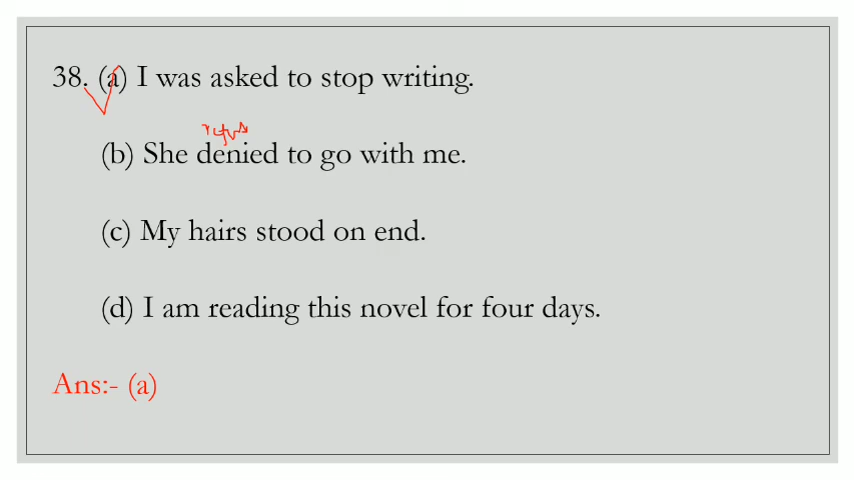 38. (a) I was asked to stop writing.
(b) She denied to go with me.
(c) My hairs stood on end.
(d) I am reading this novel for four days.
Ans:- (a)